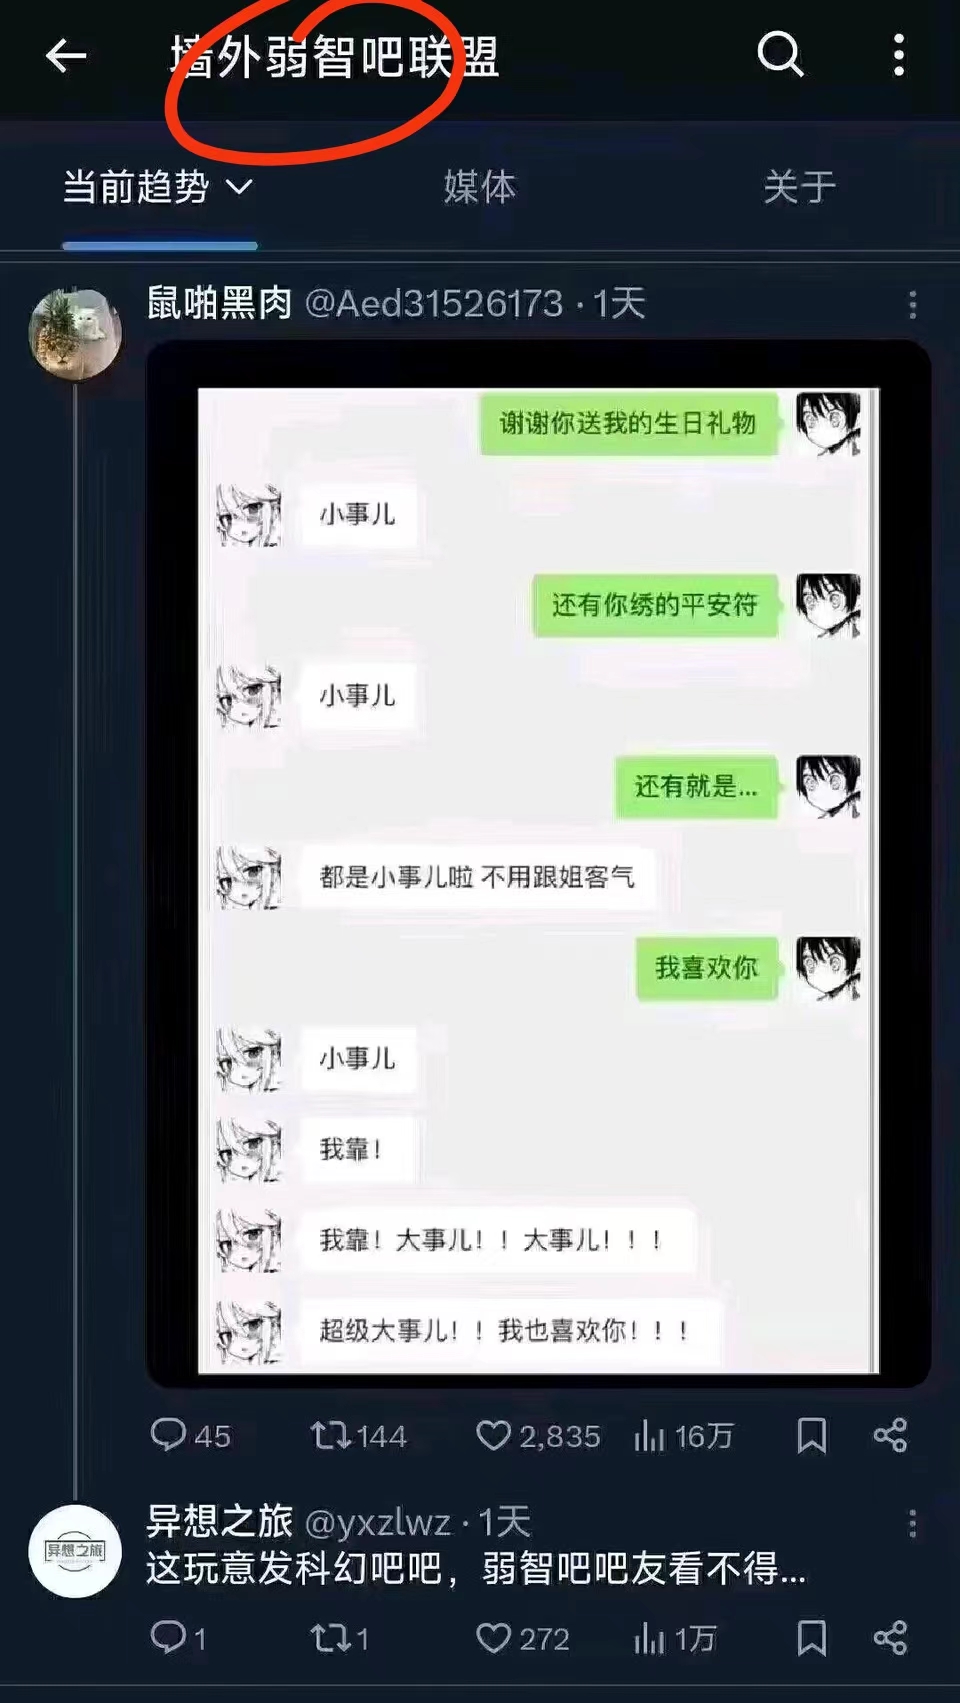 墙外弱智吧联盟
当前趋势
媒体
关于
鼠啪黑肉 @Aed31526173 · 1天
谢谢你送我的生日礼物
小事儿
还有你绣的平安符
小事儿
还有就是...
都是小事儿啦 不用跟姐客气
我喜欢你
小事儿
我靠！
我靠！大事儿！！大事儿！！！
超级大事儿！！我也喜欢你！！！
45 144 2,835 16万
异想之旅
异想之旅 @yxzlwz · 1天
这玩意发科幻吧吧，弱智吧吧友看不得...
1 1 272 1万